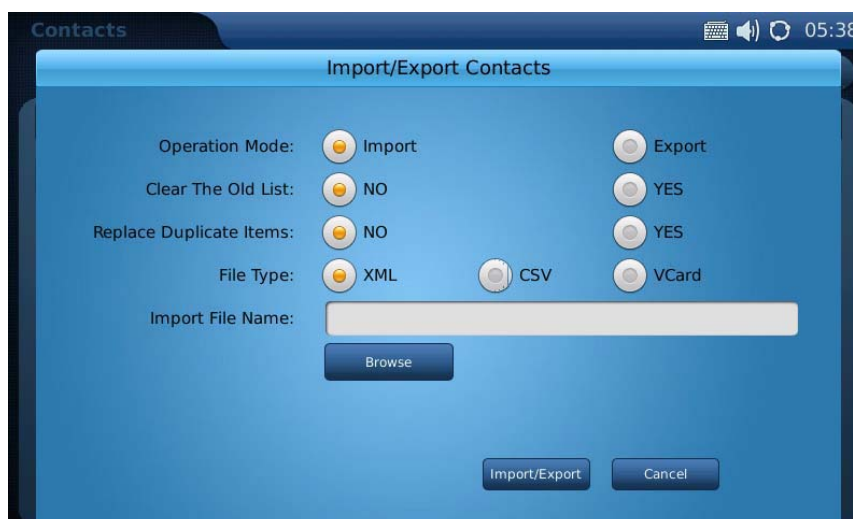 Contacts 05:38
Import/Export Contacts
Operation Mode: Import Export
Clear The Old List: NO YES
Replace Duplicate Items: NO YES
File Type: XML CSV VCard
Import File Name:
Browse
Import/Export Cancel